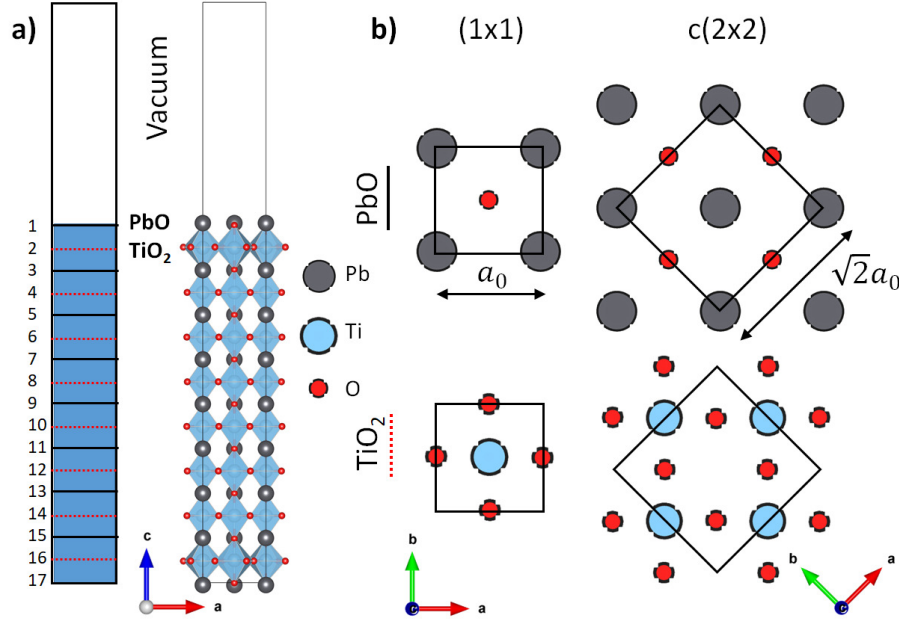 a)
Vacuum
1
2
3
4
5
6
7
8
9
10
11
12
13
14
15
16
17
PbO
TiO₂
c
a
Pb
Ti
O
b)
(1x1)
c(2x2)
PbO
a₀
√2a₀
TiO₂
b
c
a
b
c
a